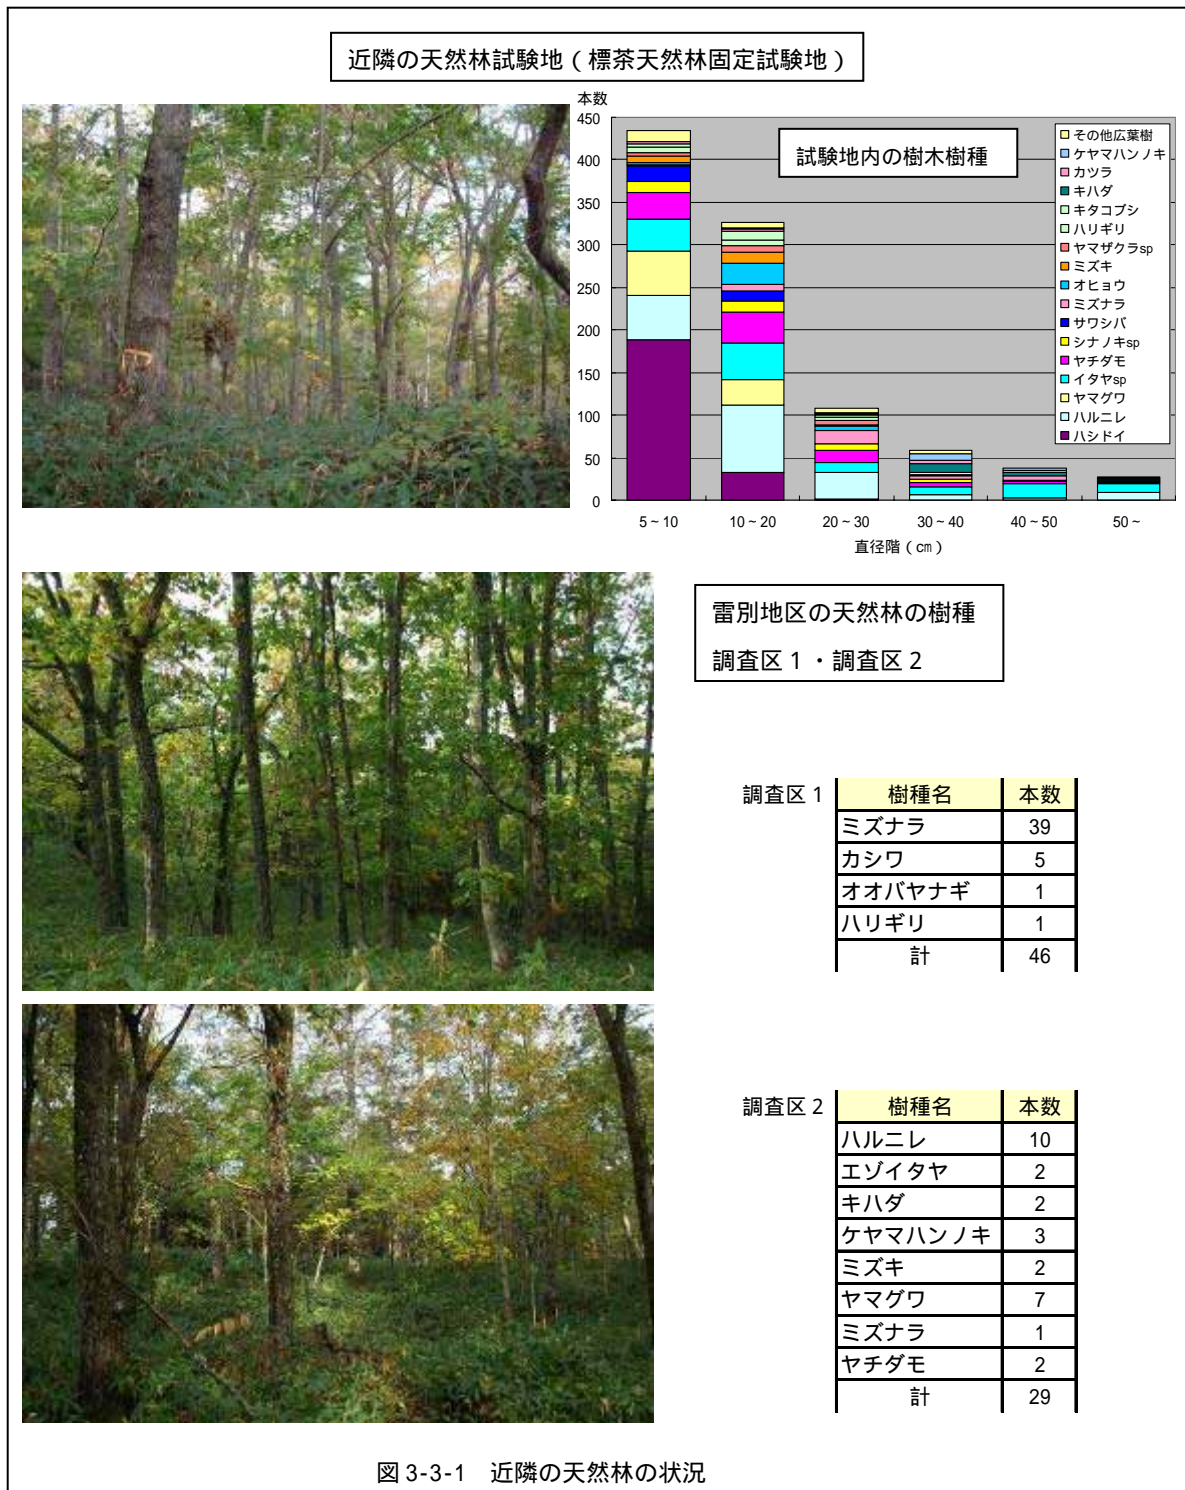 近隣の天然林試験地（標茶天然林固定試験地）
本数
450
400
350
300
250
200
150
100
50
0
試験地内の樹木樹種
その他広葉樹
ケヤマハンノキ
カツラ
キハダ
キタコブシ
ハリギリ
ヤマザクラsp
ミズキ
オヒョウ
ミズナラ
サワシバ
シナノキsp
ヤチダモ
イタヤsp
ヤマグワ
ハルニレ
ハシドイ
5～10 10～20 20～30 30～40 40～50 50～
直径階（㎝）
雷別地区の天然林の樹種
調査区1・調査区2
調査区1
樹種名 本数
ミズナラ 39
カシワ 5
オオバヤナギ 1
ハリギリ 1
計 46
調査区2
樹種名 本数
ハルニレ 10
エゾイタヤ 2
キハダ 2
ケヤマハンノキ 3
ミズキ 2
ヤマグワ 7
ミズナラ 1
ヤチダモ 2
計 29
図3-3-1 近隣の天然林の状況